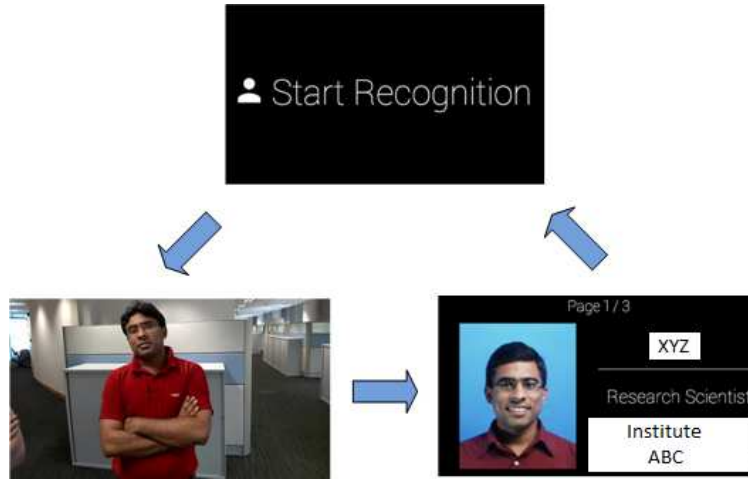 Start Recognition
Page 1 / 3
XYZ
Research Scientist
Institute
ABC